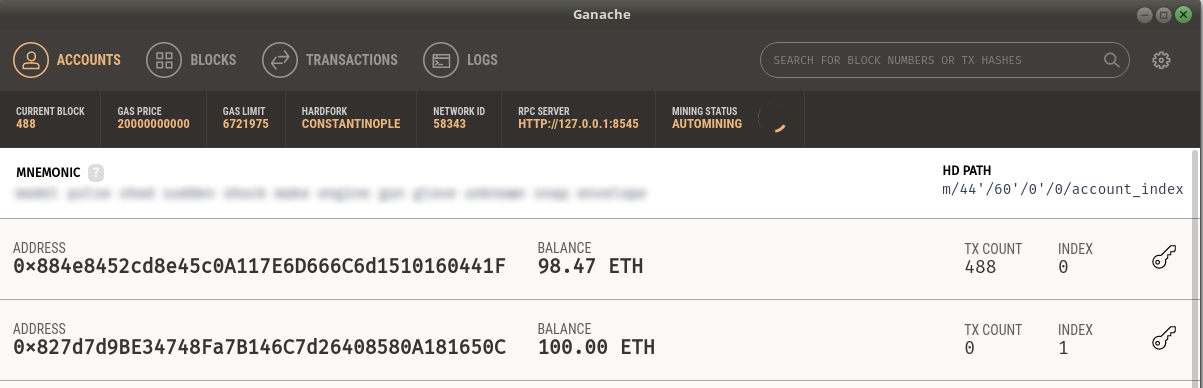 Ganache
ACCOUNTS BLOCKS TRANSACTIONS LOGS SEARCH FOR BLOCK NUMBERS OR TX HASHES
CURRENT BLOCK GAS PRICE GAS LIMIT HARDFORK NETWORK ID RPC SERVER MINING STATUS
488 20000000000 6721975 CONSTANTINOPLE 58343 HTTP://127.0.0.1:8545 AUTOMINING
MNEMONIC ? HD PATH
m/44'/60'/0'/0/account_index
ADDRESS BALANCE TX COUNT INDEX
0×884e8452cd8e45c0A117E6D666C6d1510160441F 98.47 ETH 488 0
ADDRESS BALANCE TX COUNT INDEX
0×827d7d9BE34748Fa7B146C7d26408580A181650C 100.00 ETH 0 1